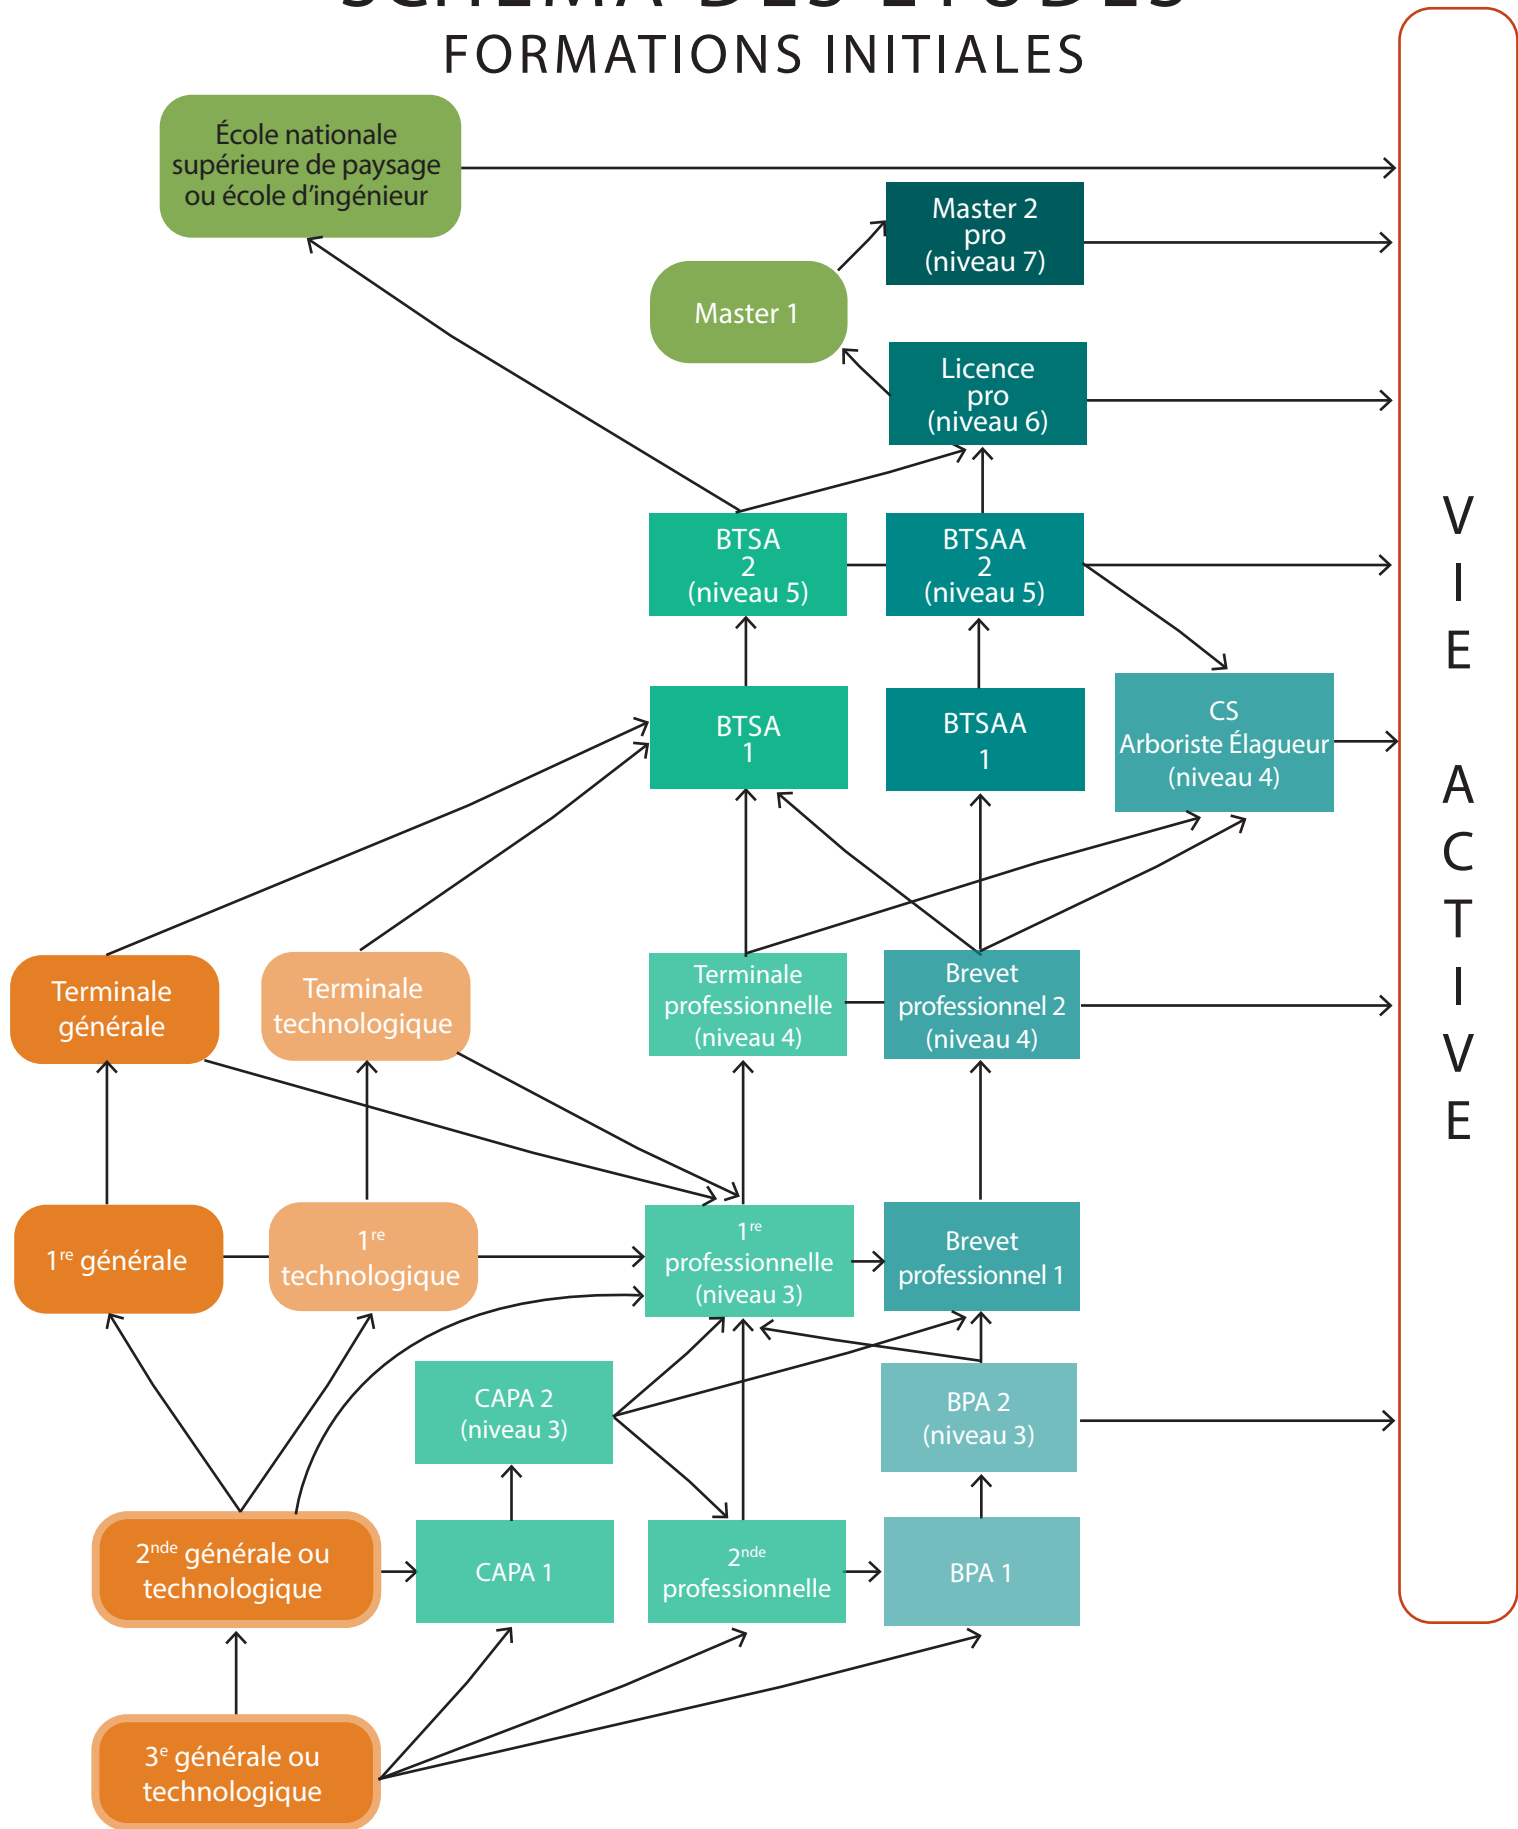 SCHÉMA DES ÉTUDES
FORMATIONS INITIALES
École nationale
supérieure de paysage
ou école d’ingénieur
Master 2
pro
(niveau 7)
Master 1
Licence
pro
(niveau 6)
BTSA
2
(niveau 5)
BTSAA
2
(niveau 5)
BTSA
1
BTSAA
1
CS
Arboriste Élagueur
(niveau 4)
Terminale
générale
Terminale
technologique
Terminale
professionnelle
(niveau 4)
Brevet
professionnel 2
(niveau 4)
1re générale
1re
technologique
1re
professionnelle
(niveau 3)
Brevet
professionnel 1
CAPA 2
(niveau 3)
BPA 2
(niveau 3)
2nde générale ou
technologique
CAPA 1
2nde
professionnelle
BPA 1
3e générale ou
technologique
V
I
E
A
C
T
I
V
E